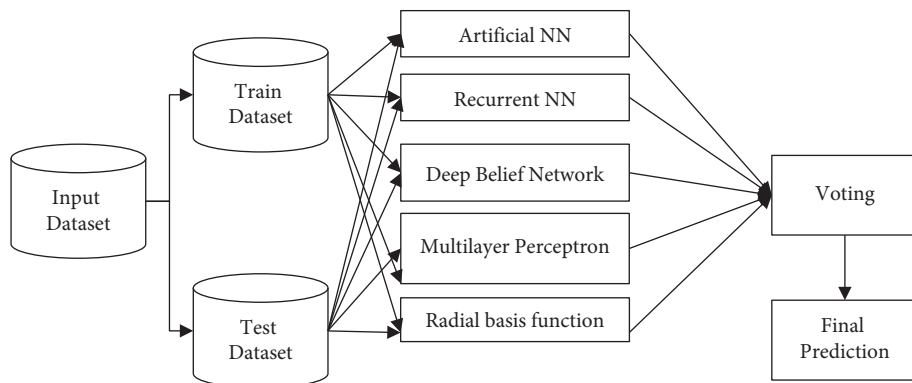 Input
Dataset
Train
Dataset
Test
Dataset
Artificial NN
Recurrent NN
Deep Belief Network
Multilayer Perceptron
Radial basis function
Voting
Final
Prediction